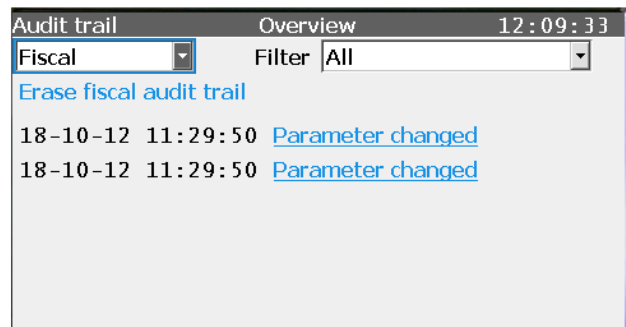 Audit trail Overview 12:09:33
Fiscal Filter All
Erase fiscal audit trail
18-10-12 11:29:50 Parameter changed
18-10-12 11:29:50 Parameter changed